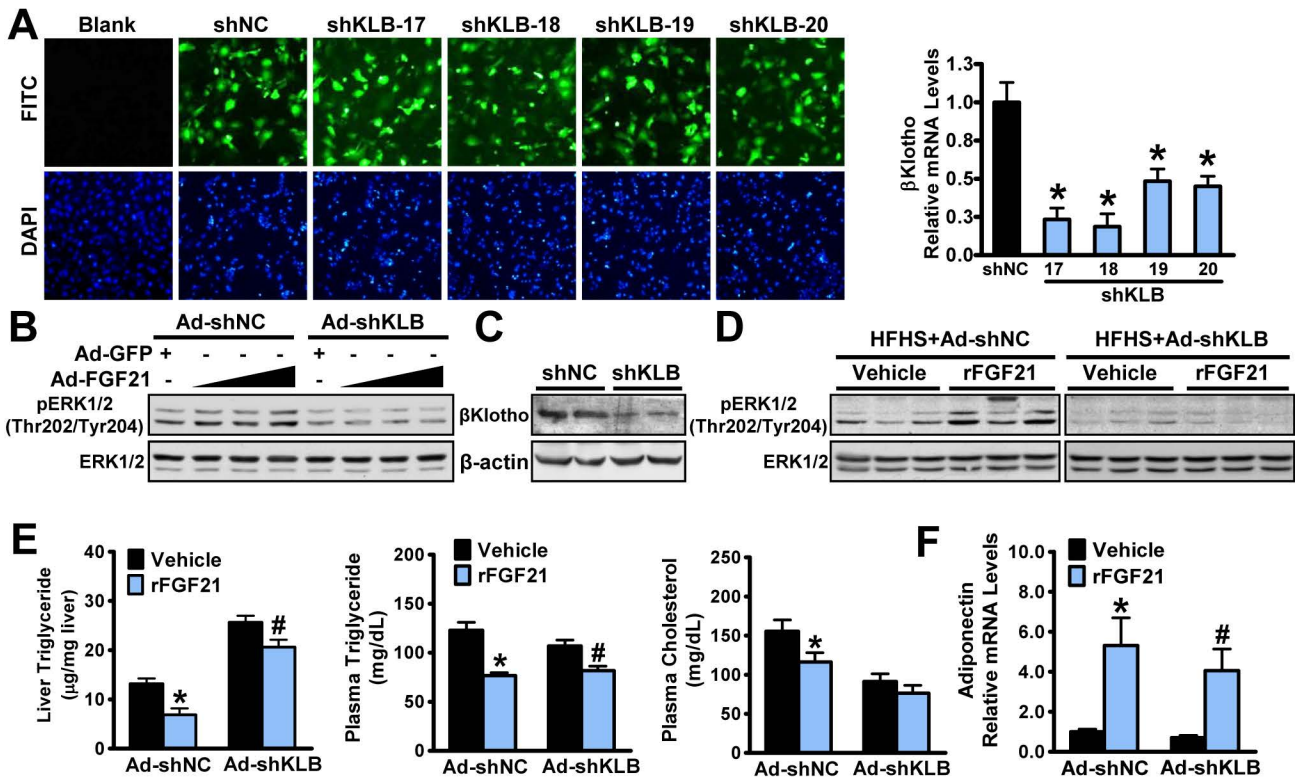 A
Blank shNC shKLB-17 shKLB-18 shKLB-19 shKLB-20
FITC
DAPI
βKlotho
Relative mRNA Levels
1.3
1.0
0.8
0.5
0.3
0.0
* * * *
shNC 17 18 19 20
shKLB
B
Ad-shNC Ad-shKLB
Ad-GFP + - - - + - - -
Ad-FGF21 - -
pERK1/2
(Thr202/Tyr204)
ERK1/2
C
shNC shKLB
βKlotho
β-actin
D
HFHS+Ad-shNC HFHS+Ad-shKLB
Vehicle rFGF21 Vehicle rFGF21
pERK1/2
(Thr202/Tyr204)
ERK1/2
E
Liver Triglyceride
(μg/mg liver)
40
30
20
10
0
Vehicle
rFGF21
* #
Ad-shNC Ad-shKLB
Plasma Triglyceride
(mg/dL)
200
150
100
50
0
Vehicle
rFGF21
* #
Ad-shNC Ad-shKLB
Plasma Cholesterol
(mg/dL)
250
200
150
100
50
0
*
Ad-shNC Ad-shKLB
F
Adiponectin
Relative mRNA Levels
10.0
8.0
6.0
4.0
2.0
0.0
Vehicle
rFGF21
* #
Ad-shNC Ad-shKLB